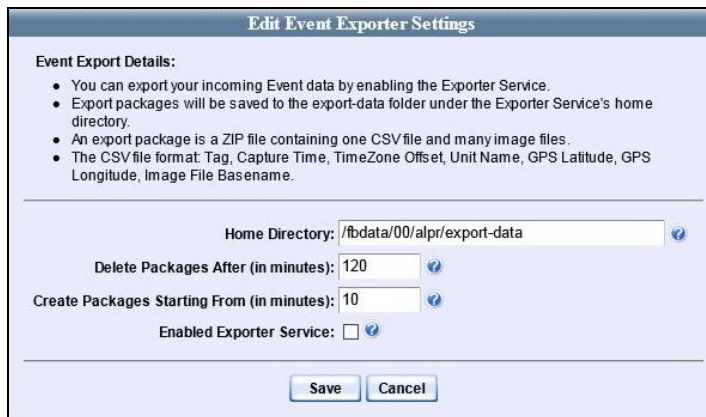 Edit Event Exporter Settings
Event Export Details:
● You can export your incoming Event data by enabling the Exporter Service.
● Export packages will be saved to the export-data folder under the Exporter Service's home
directory.
● An export package is a ZIP file containing one CSV file and many image files.
● The CSV file format: Tag, Capture Time, TimeZone Offset, Unit Name, GPS Latitude, GPS
Longitude, Image File Basename.
Home Directory: /fbdata/00/alpr/export-data ?
Delete Packages After (in minutes): 120 ?
Create Packages Starting From (in minutes): 10 ?
Enabled Exporter Service: ?
Save Cancel